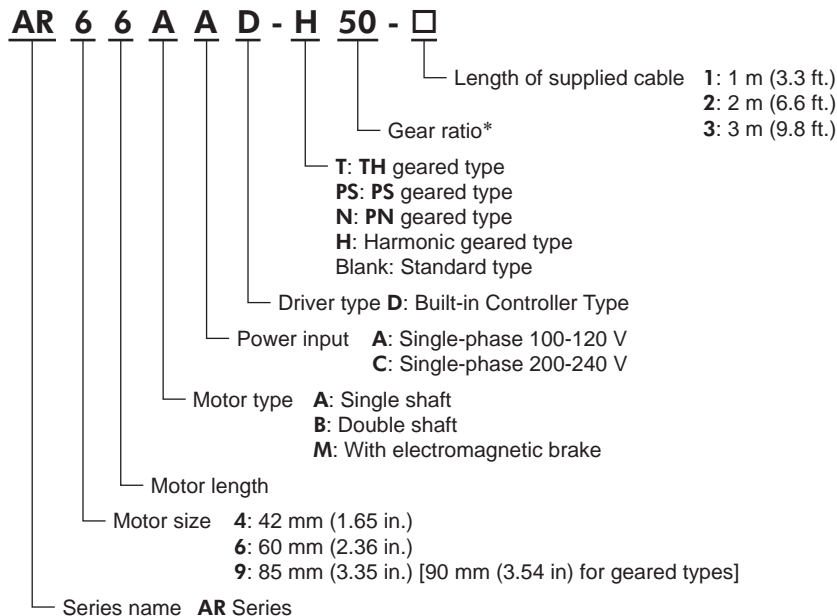 AR 6 6 A A D - H 50 - □
Length of supplied cable 1: 1 m (3.3 ft.)
2: 2 m (6.6 ft.)
3: 3 m (9.8 ft.)
Gear ratio*
T: TH geared type
PS: PS geared type
N: PN geared type
H: Harmonic geared type
Blank: Standard type
Driver type D: Built-in Controller Type
Power input A: Single-phase 100-120 V
C: Single-phase 200-240 V
Motor type A: Single shaft
B: Double shaft
M: With electromagnetic brake
Motor length
Motor size 4: 42 mm (1.65 in.)
6: 60 mm (2.36 in.)
9: 85 mm (3.35 in.) [90 mm (3.54 in) for geared types]
Series name AR Series